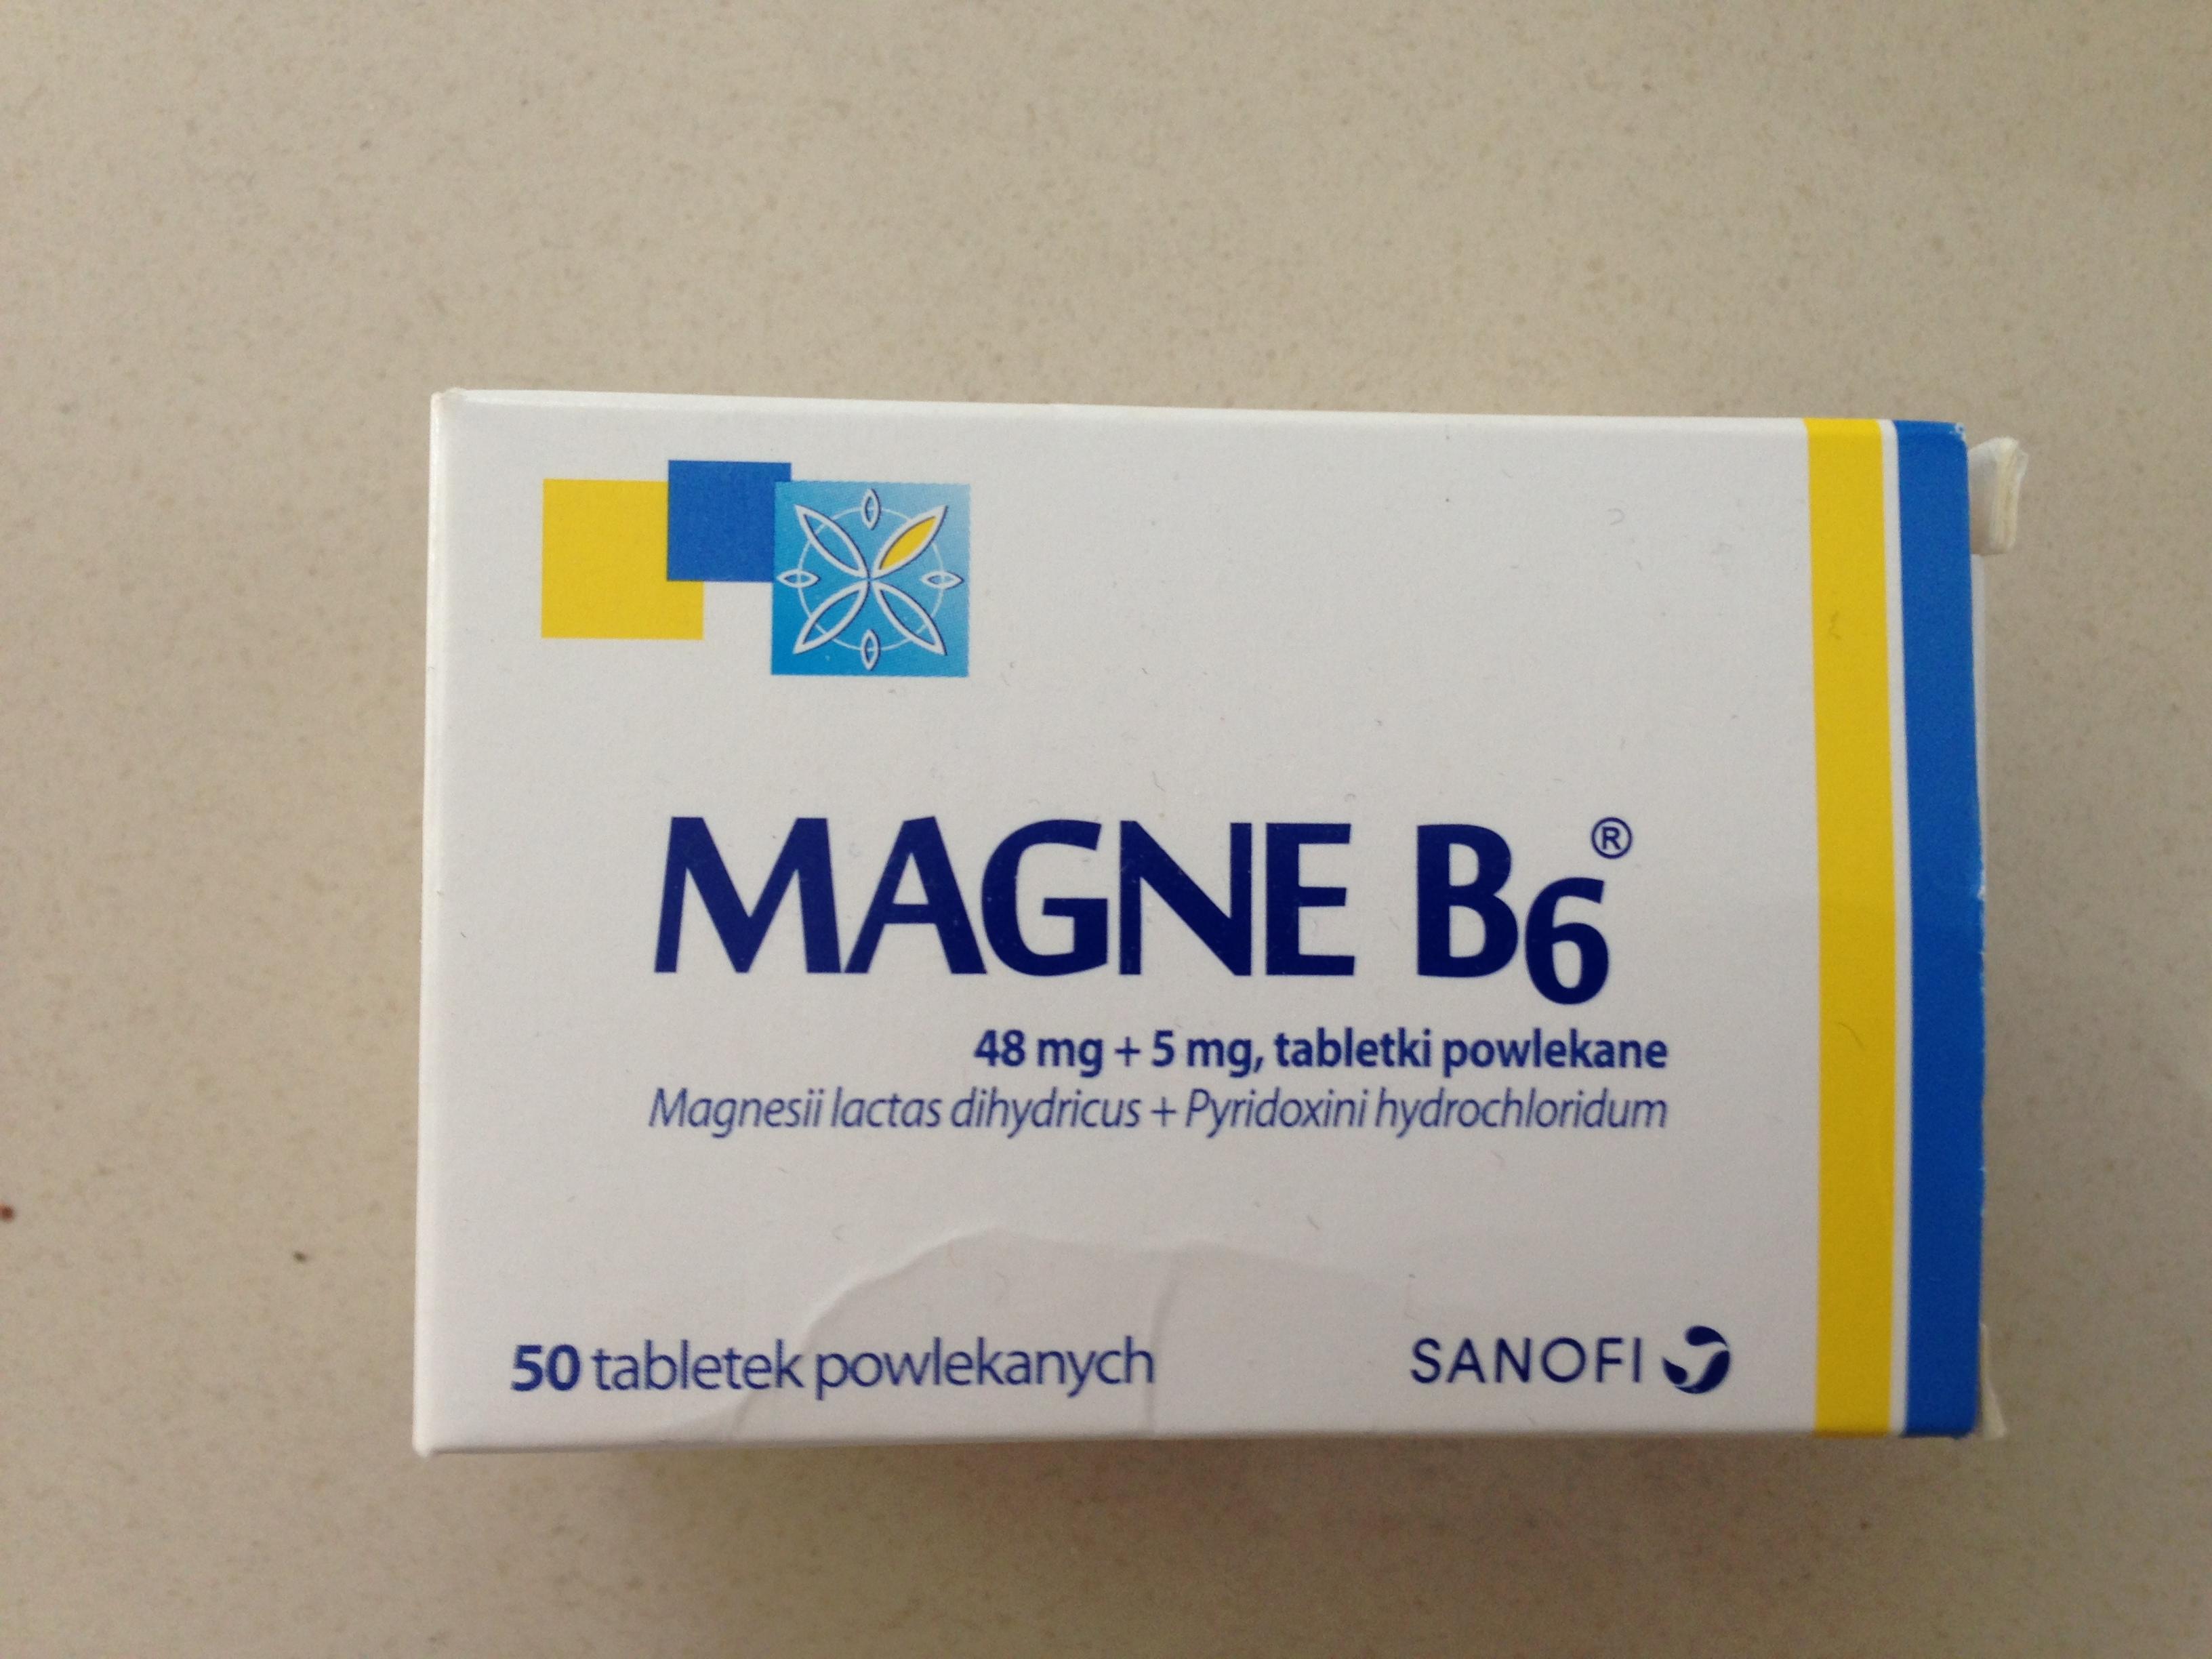 MAGNE B6®
48 mg + 5 mg, tabletki powlekane
Magnesii lactas dihydricus + Pyridoxini hydrochloridum
50 tabletek powlekanych
SANOFI